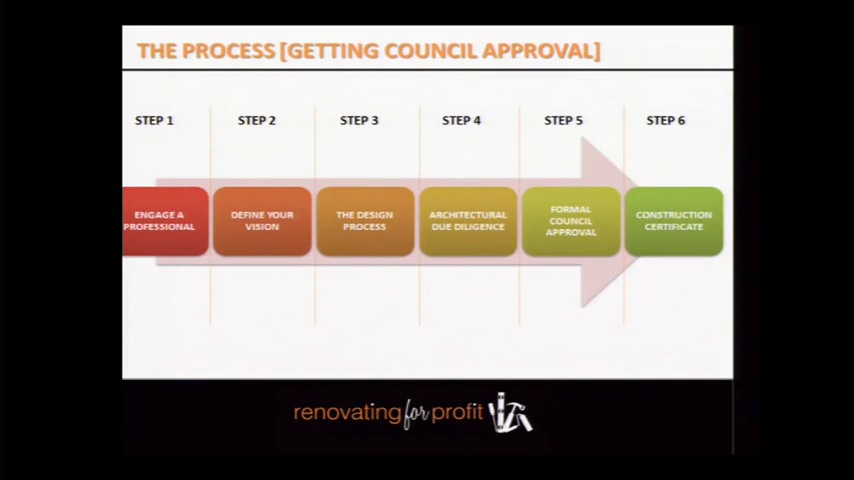 THE PROCESS [GETTING COUNCIL APPROVAL]
STEP 1
STEP 2
STEP 3
STEP 4
STEP 5
STEP 6
ENGAGE A
PROFESSIONAL
DEFINE YOUR
VISION
THE DESIGN
PROCESS
ARCHITECTURAL
DUE DILIGENCE
FORMAL
COUNCIL
APPROVAL
CONSTRUCTION
CERTIFICATE
renovating for profit